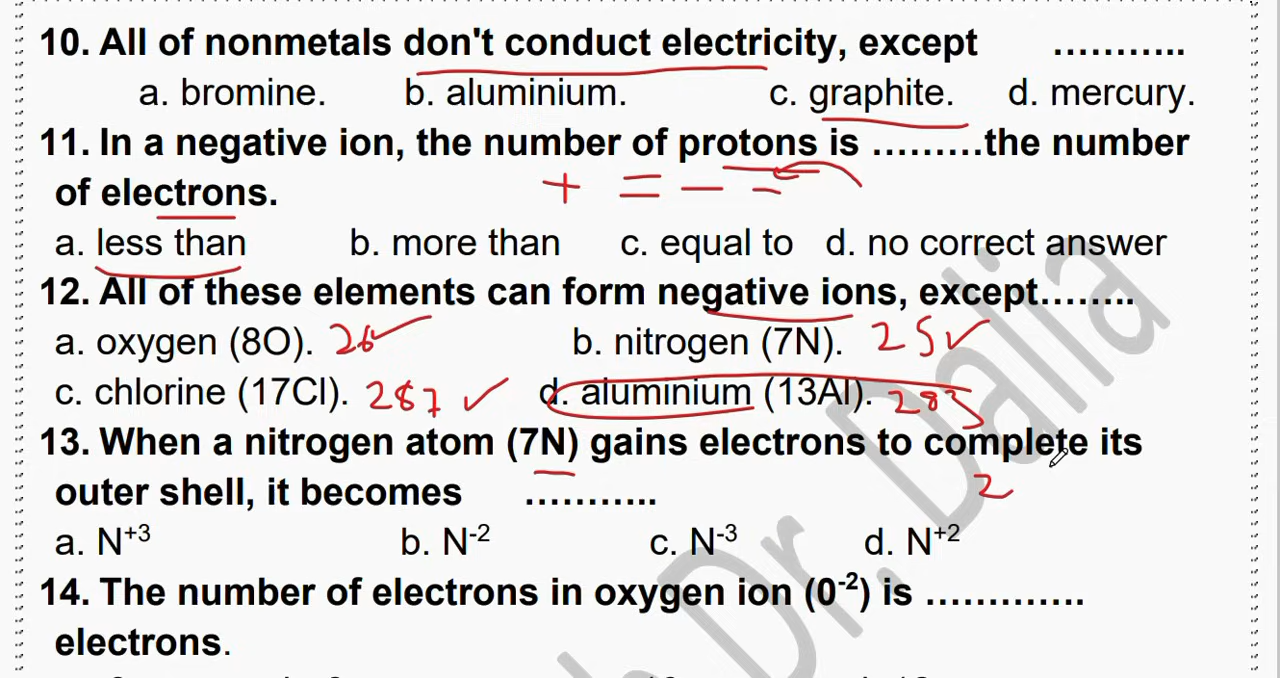 10. All of nonmetals don't conduct electricity, except ………..
a. bromine. b. aluminium. c. graphite. d. mercury.
11. In a negative ion, the number of protons is ………the number
of electrons.
+ = - =
a. less than b. more than c. equal to d. no correct answer
12. All of these elements can form negative ions, except……..
a. oxygen (8O). 26 ✓ b. nitrogen (7N). 25 ✓
c. chlorine (17Cl). 287 ✓ d. aluminium (13Al). 283
13. When a nitrogen atom (7N) gains electrons to complete its
outer shell, it becomes ……….. 2
a. N+3 b. N-2 c. N-3 d. N+2
14. The number of electrons in oxygen ion (0-2) is ………….
electrons.
Dr. Dalia